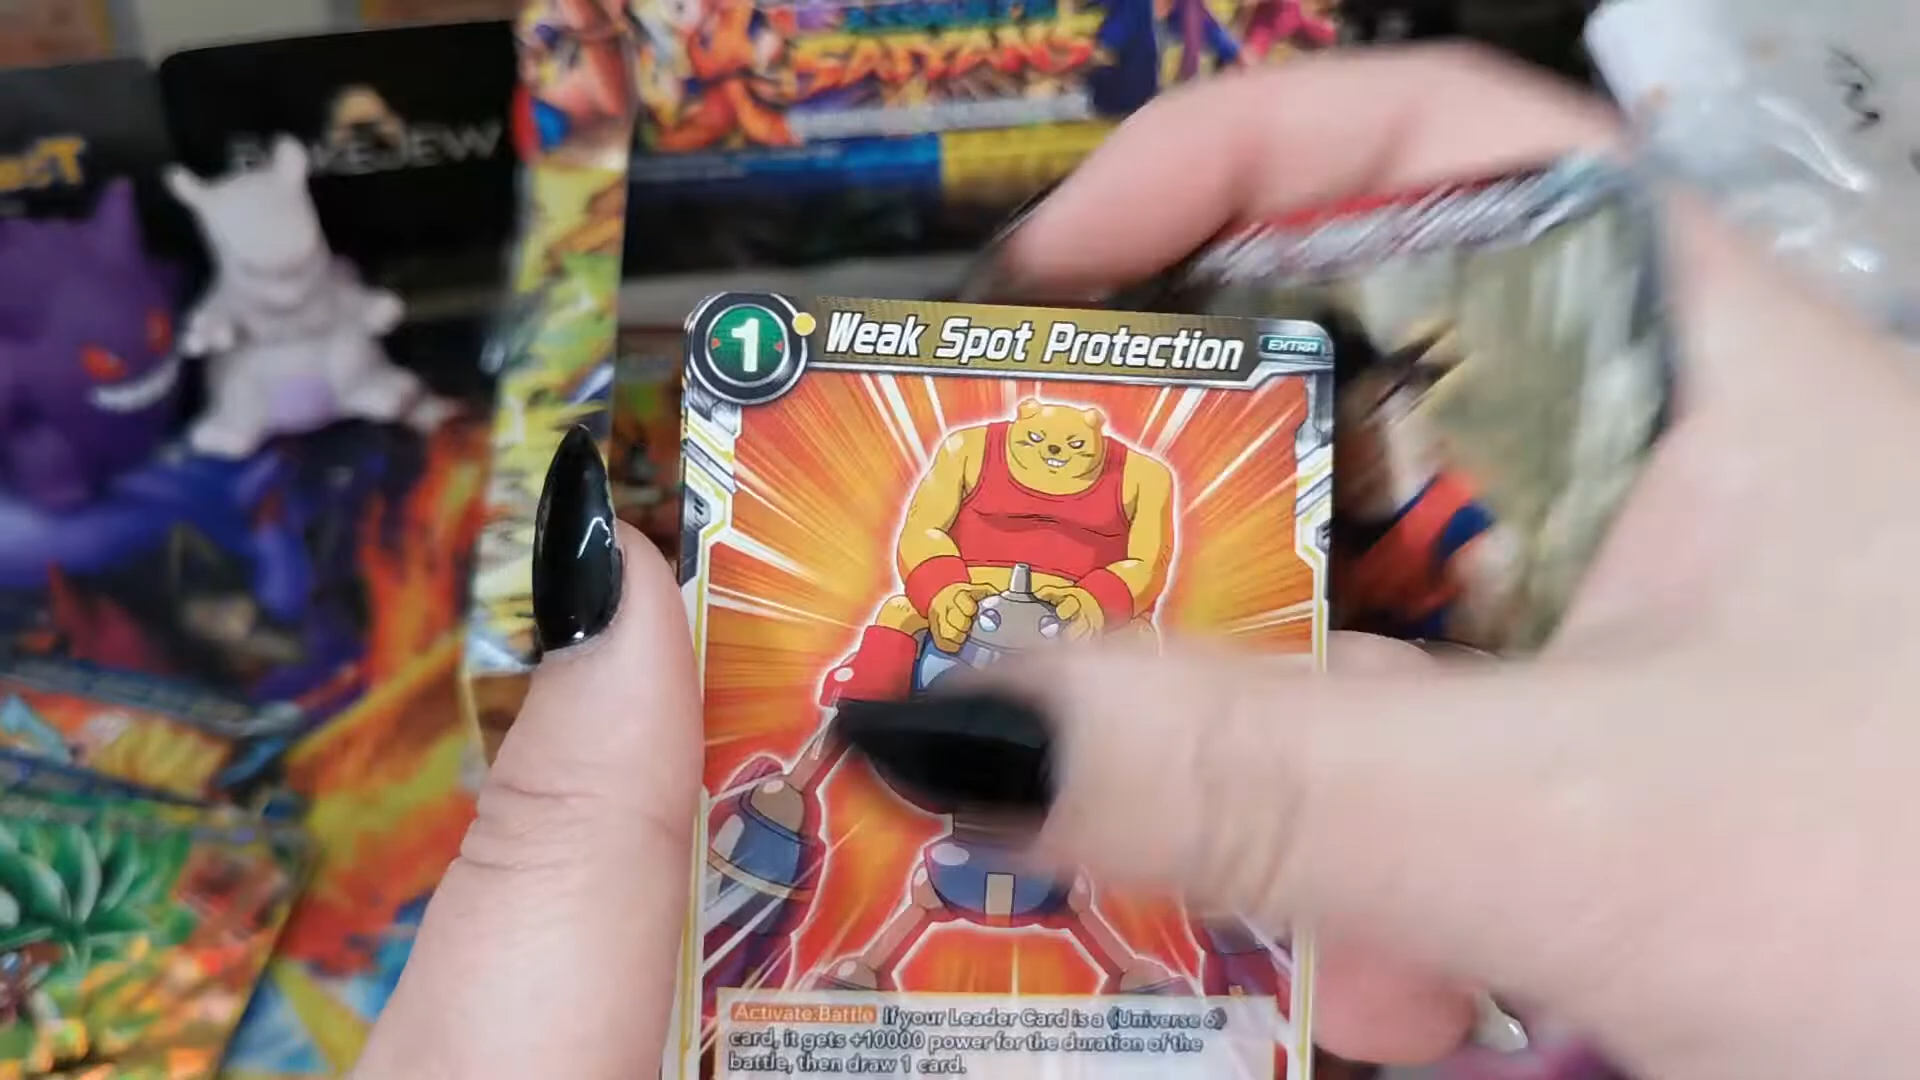 SAIYANS
1 Weak Spot Protection EXTRA
Activate:Battle If your Leader Card is a 《Universe 6》
card, it gets +10000 power for the duration of the
battle, then draw 1 card.